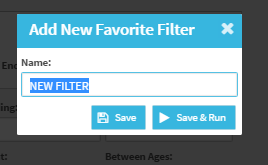 Add New Favorite Filter ×
Name:
NEW FILTER
Save
Save & Run
Between Ages: